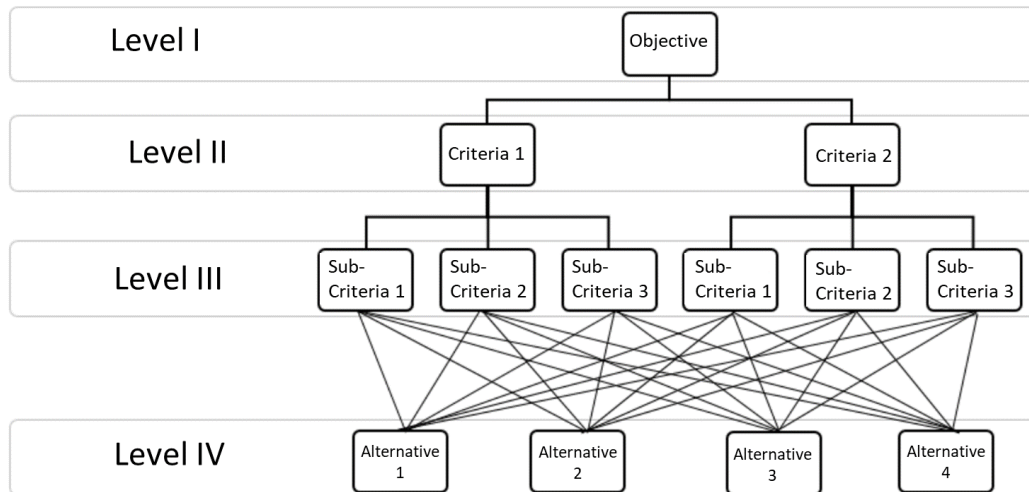 Level I
Objective
Level II
Criteria 1
Criteria 2
Level III
Sub-
Criteria 1
Sub-
Criteria 2
Sub-
Criteria 3
Sub-
Criteria 1
Sub-
Criteria 2
Sub-
Criteria 3
Level IV
Alternative
1
Alternative
2
Alternative
3
Alternative
4